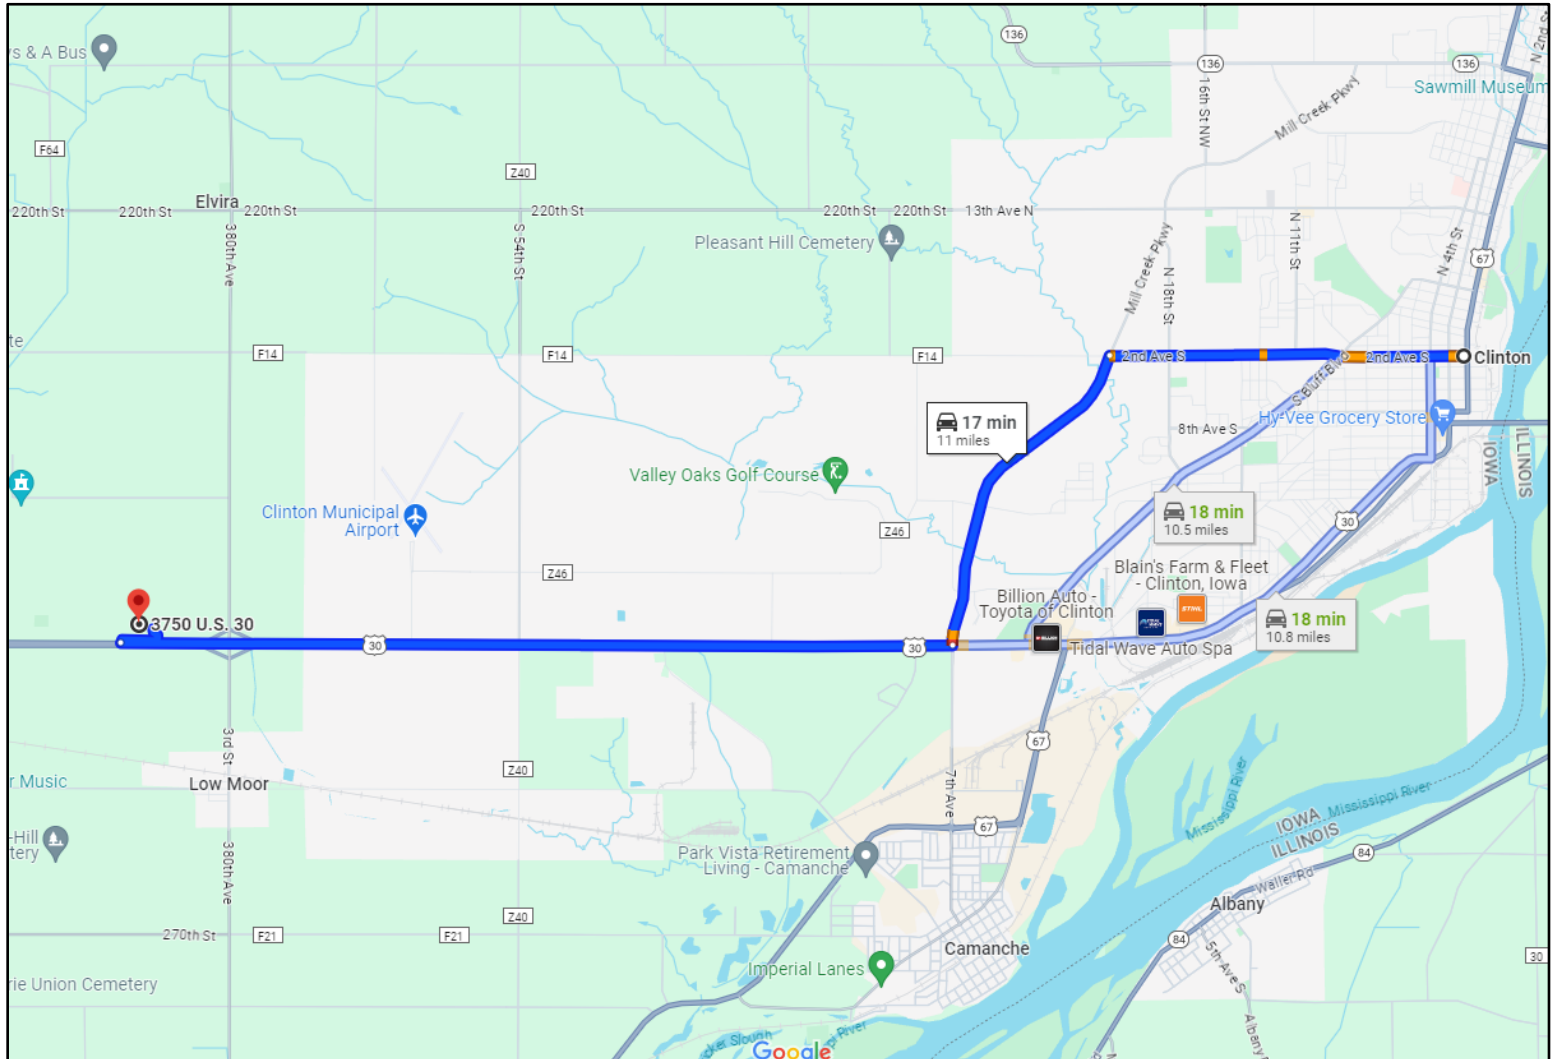 136
N 2nd St
s & A Bus
136
136
Sawmill Museum
16th St NW
Mill Creek Pkwy
F64
Z40
Elvira
220th St
220th St
220th St
220th St
220th St
220th St
13th Ave N
380th Ave
S 54th St
Pleasant Hill Cemetery
Mill Creek Pkwy
N 18th St
N 11th St
N 4th St
67
te
F14
F14
F14
2nd Ave S
2nd Ave S
Clinton
S Bluff Blvd
17 min
11 miles
8th Ave S
Hy-Vee Grocery Store
IOWA
ILLINOIS
Valley Oaks Golf Course
Clinton Municipal
Airport
Z46
18 min
10.5 miles
30
Z46
Blain's Farm & Fleet
- Clinton, Iowa
Billion Auto -
Toyota of Clinton
STIHL
3750 U.S. 30
18 min
10.8 miles
30
30
Tidal Wave Auto Spa
3rd St
67
Low Moor
Z40
r Music
7th Ave
Mississippi River
Mississippi River
IOWA
ILLINOIS
67
-Hill
tery
380th Ave
Park Vista Retirement
Living - Camanche
84
Waller Rd
Albany
Z40
270th St
F21
F21
84
5th Ave S
Camanche
30
Imperial Lanes
rie Union Cemetery
Albany
cker Slough
pi River
Google